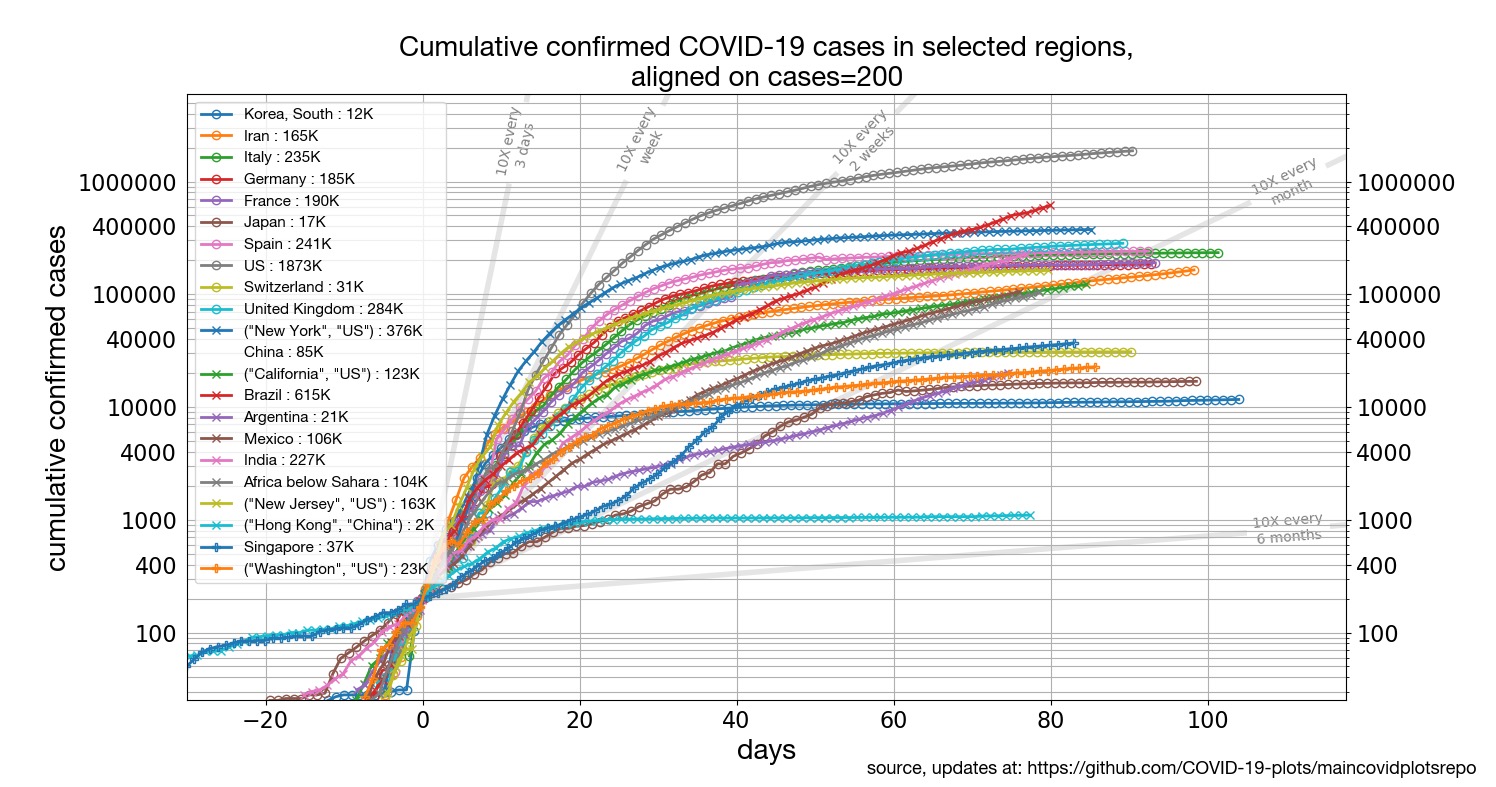 Cumulative confirmed COVID-19 cases in selected regions,
aligned on cases=200
10X every
3 days
10X every
week
10X every
2 weeks
10X every
month
10X every
6 months
Korea, South : 12K
Iran : 165K
Italy : 235K
Germany : 185K
France : 190K
Japan : 17K
Spain : 241K
US : 1873K
Switzerland : 31K
United Kingdom : 284K
("New York", "US") : 376K
China : 85K
("California", "US") : 123K
Brazil : 615K
Argentina : 21K
Mexico : 106K
India : 227K
Africa below Sahara : 104K
("New Jersey", "US") : 163K
("Hong Kong", "China") : 2K
Singapore : 37K
("Washington", "US") : 23K
cumulative confirmed cases
1000000
400000
100000
40000
10000
4000
1000
400
100
1000000
400000
100000
400000
10000
4000
1000
400
100
−20
0
20
40
60
80
100
days
source, updates at: https://github.com/COVID-19-plots/maincovidplotsrepo